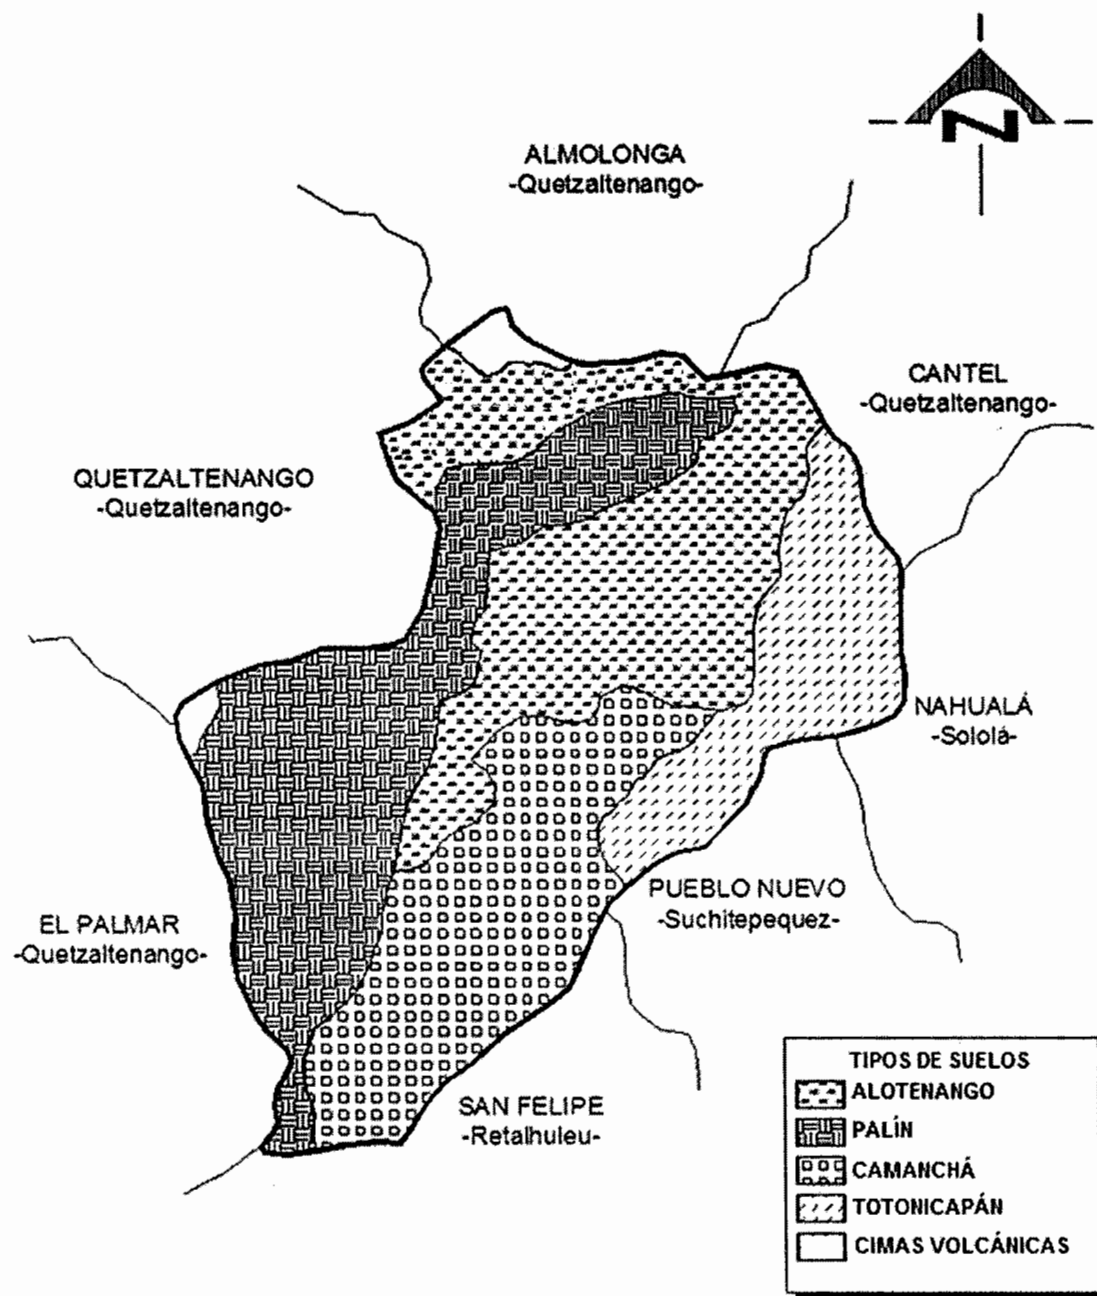 N
ALMOLONGA
-Quetzaltenango-
CANTEL
-Quetzaltenango-
QUETZALTENANGO
-Quetzaltenango-
NAHUALÁ
-Sololá-
PUEBLO NUEVO
-Suchitepequez-
EL PALMAR
-Quetzaltenango-
SAN FELIPE
-Retalhuleu-
TIPOS DE SUELOS
ALOTENANGO
PALÍN
CAMANCHÁ
TOTONICAPÁN
CIMAS VOLCÁNICAS